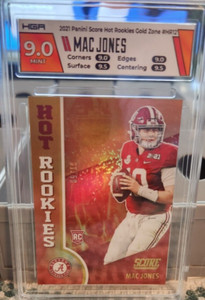 HGA
2021 Panini Score Hot Rookies Gold Zone #HR12
9.0
MINT
MAC JONES
Corners 9.0 Edges 9.0
Surface 9.5 Centering 9.5
HOT
ROOKIES
RC
SCORE
MAC JONES